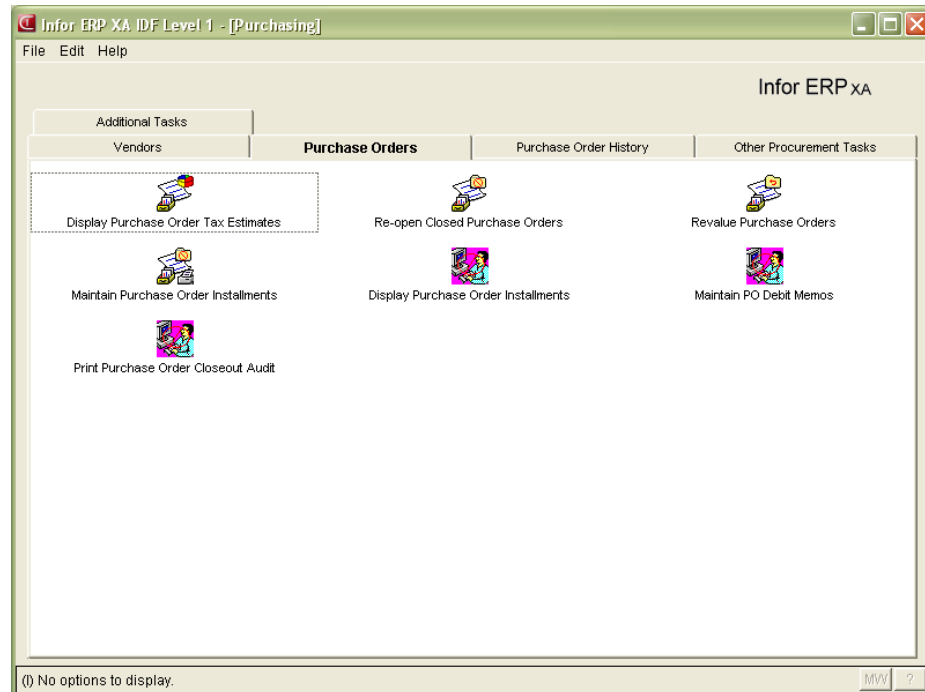 Infor ERP XA IDF Level 1 - [Purchasing]
File Edit Help
Infor ERP XA
Additional Tasks
Vendors Purchase Orders Purchase Order History Other Procurement Tasks
Display Purchase Order Tax Estimates Re-open Closed Purchase Orders Revalue Purchase Orders
Maintain Purchase Order Installments Display Purchase Order Installments Maintain PO Debit Memos
Print Purchase Order Closeout Audit
(I) No options to display. MW ?